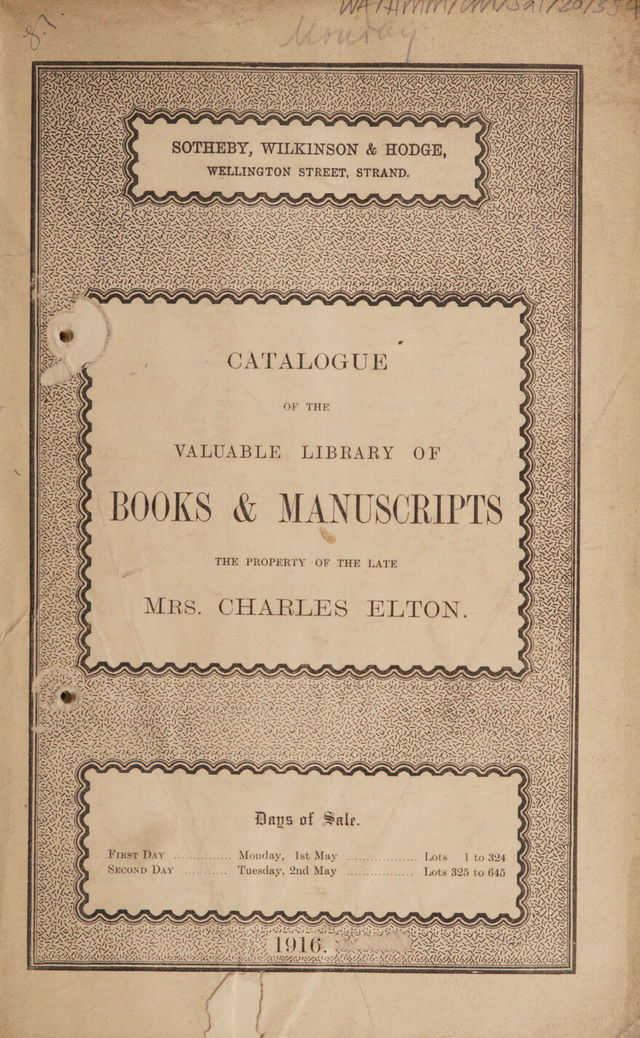 Monday
SOTHEBY, WILKINSON & HODGE,
WELLINGTON STREET, STRAND.
CATALOGUE
OF THE
VALUABLE LIBRARY OF
BOOKS & MANUSCRIPTS
THE PROPERTY OF THE LATE
MRS. CHARLES ELTON.
Days of Sale.
FIRST DAY ............... Monday, 1st May .................. Lots 1 to 324
SECOND DAY ........... Tuesday, 2nd May ................. Lots 325 to 645
1916.